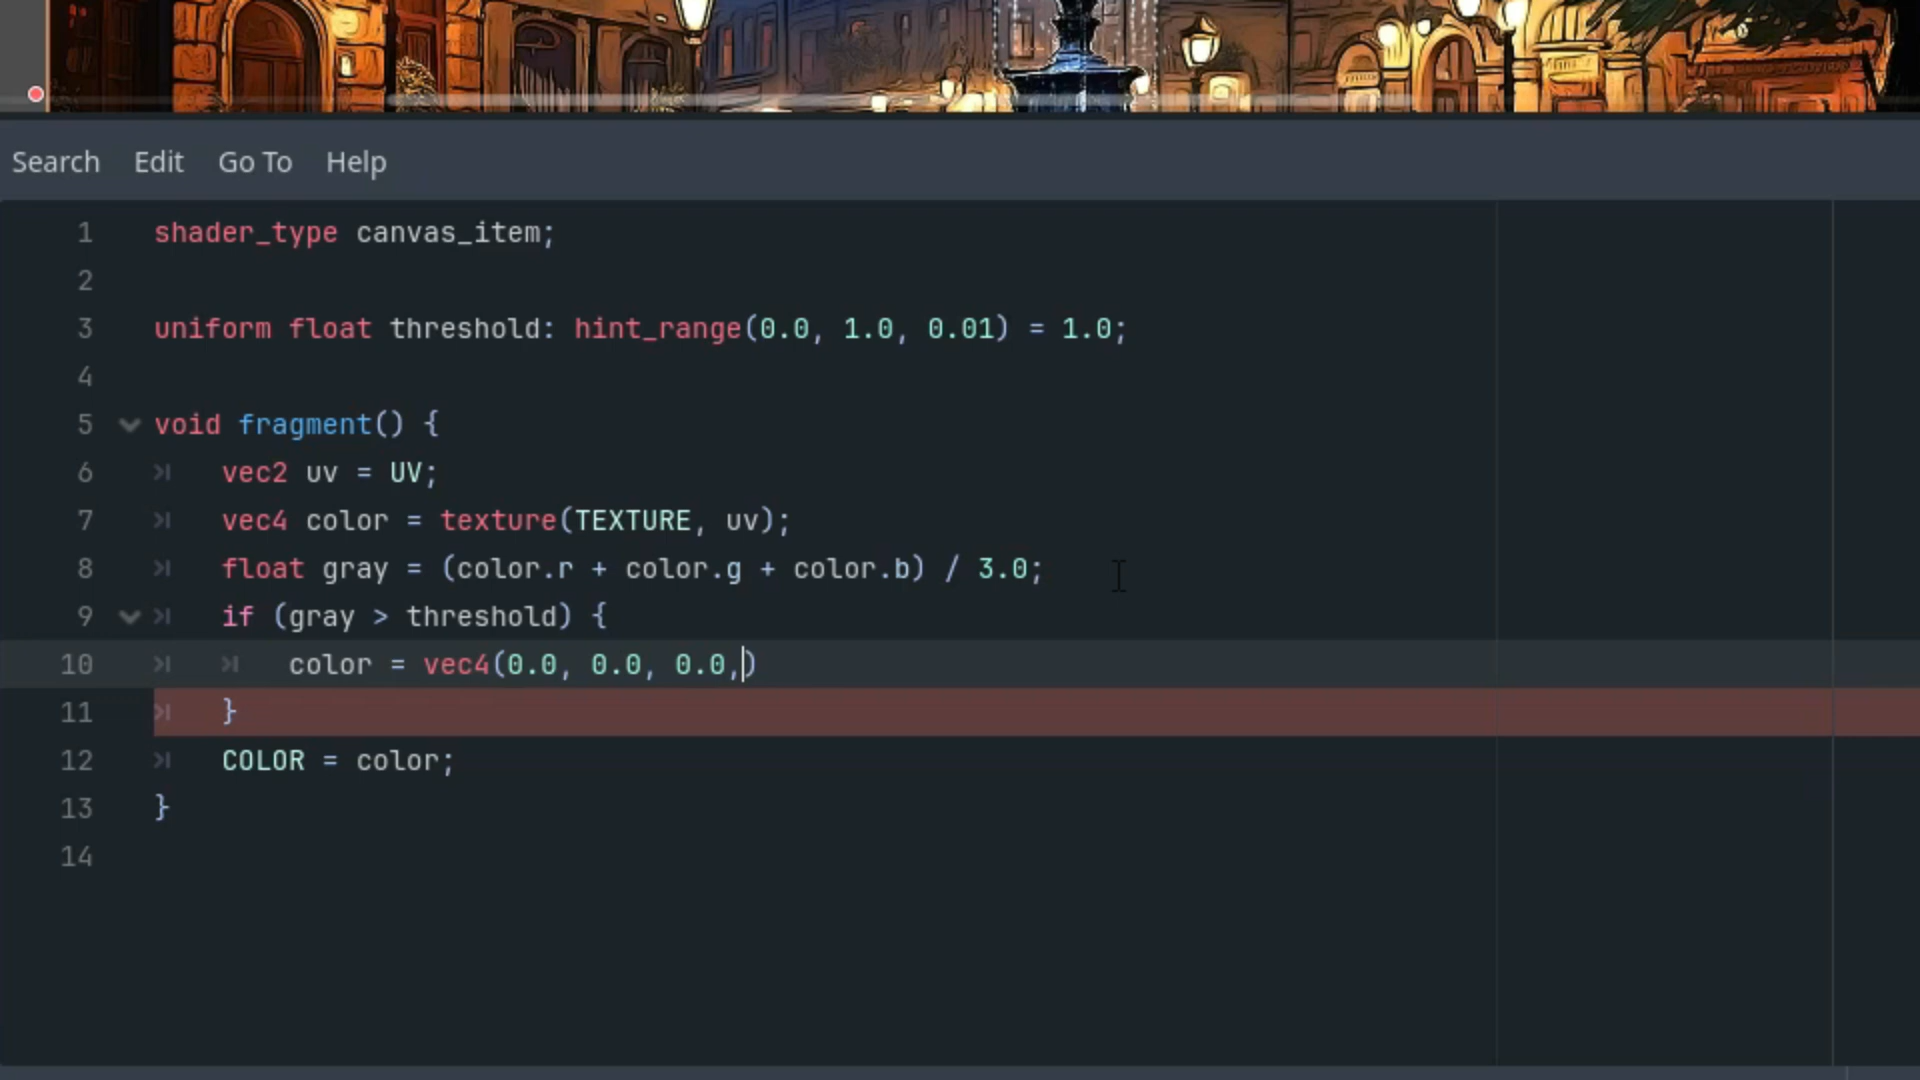 Search Edit Go To Help
1 shader_type canvas_item;
2
3 uniform float threshold: hint_range(0.0, 1.0, 0.01) = 1.0;
4
5 void fragment() {
6 vec2 uv = UV;
7 vec4 color = texture(TEXTURE, uv);
8 float gray = (color.r + color.g + color.b) / 3.0;
9 if (gray > threshold) {
10 color = vec4(0.0, 0.0, 0.0,)
11 }
12 COLOR = color;
13 }
14